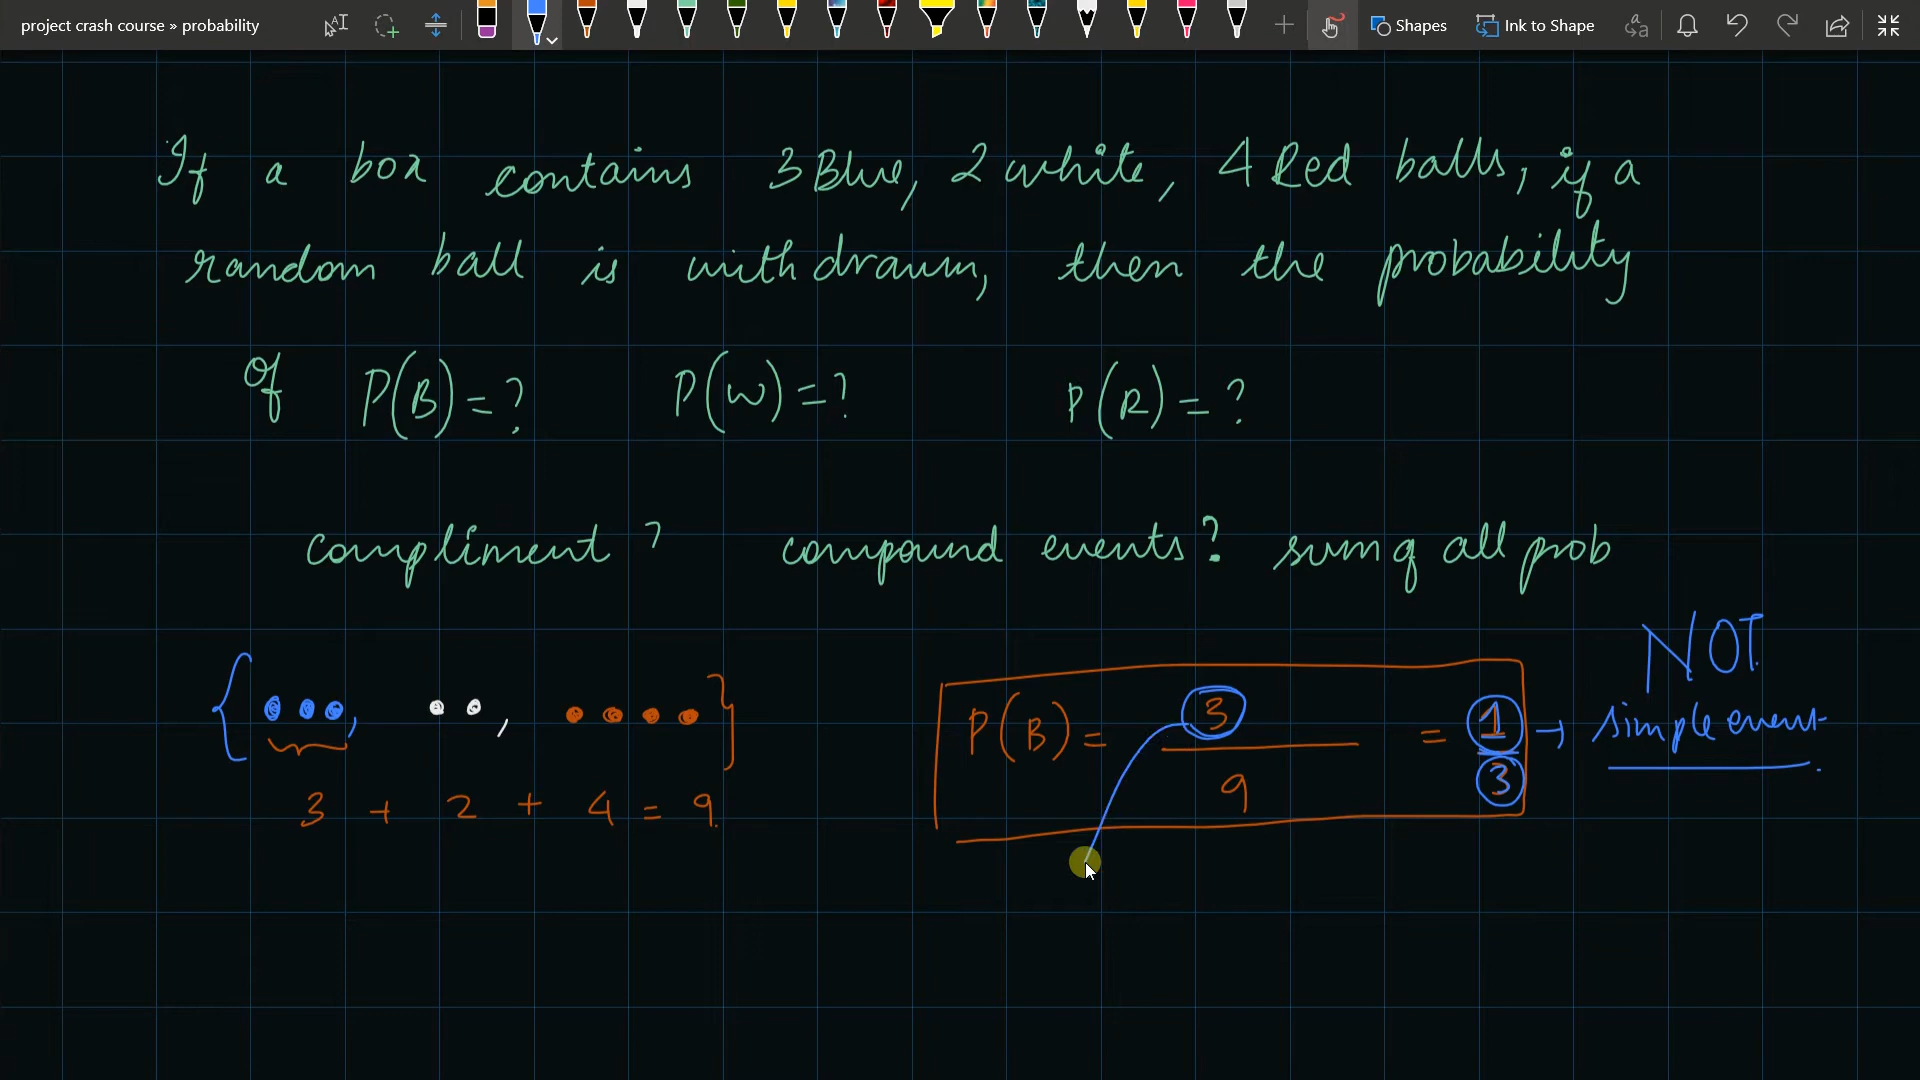 project crash course » probability
Shapes
Ink to Shape
If a box contains 3 Blue, 2 white, 4 Red balls, if a
random ball is withdrawn, then the probability
of P(B) = ? P(W) = ? P(R) = ?
compliment ? compound events ? sum of all prob
NOT
{ , , }
P(B) = 3/9 = 1/3 → simple event.
3 + 2 + 4 = 9.